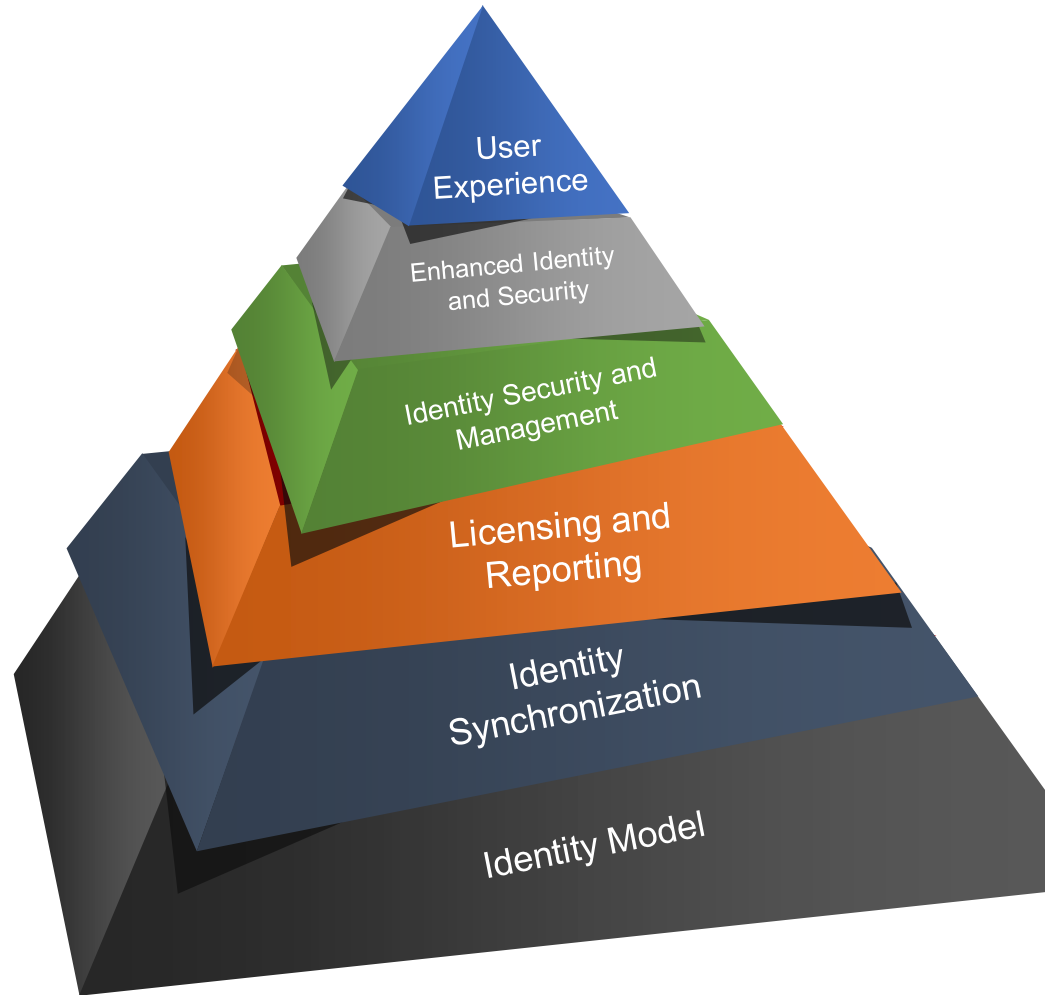 User
Experience
Enhanced Identity
and Security
Identity Security and
Management
Licensing and
Reporting
Identity
Synchronization
Identity Model